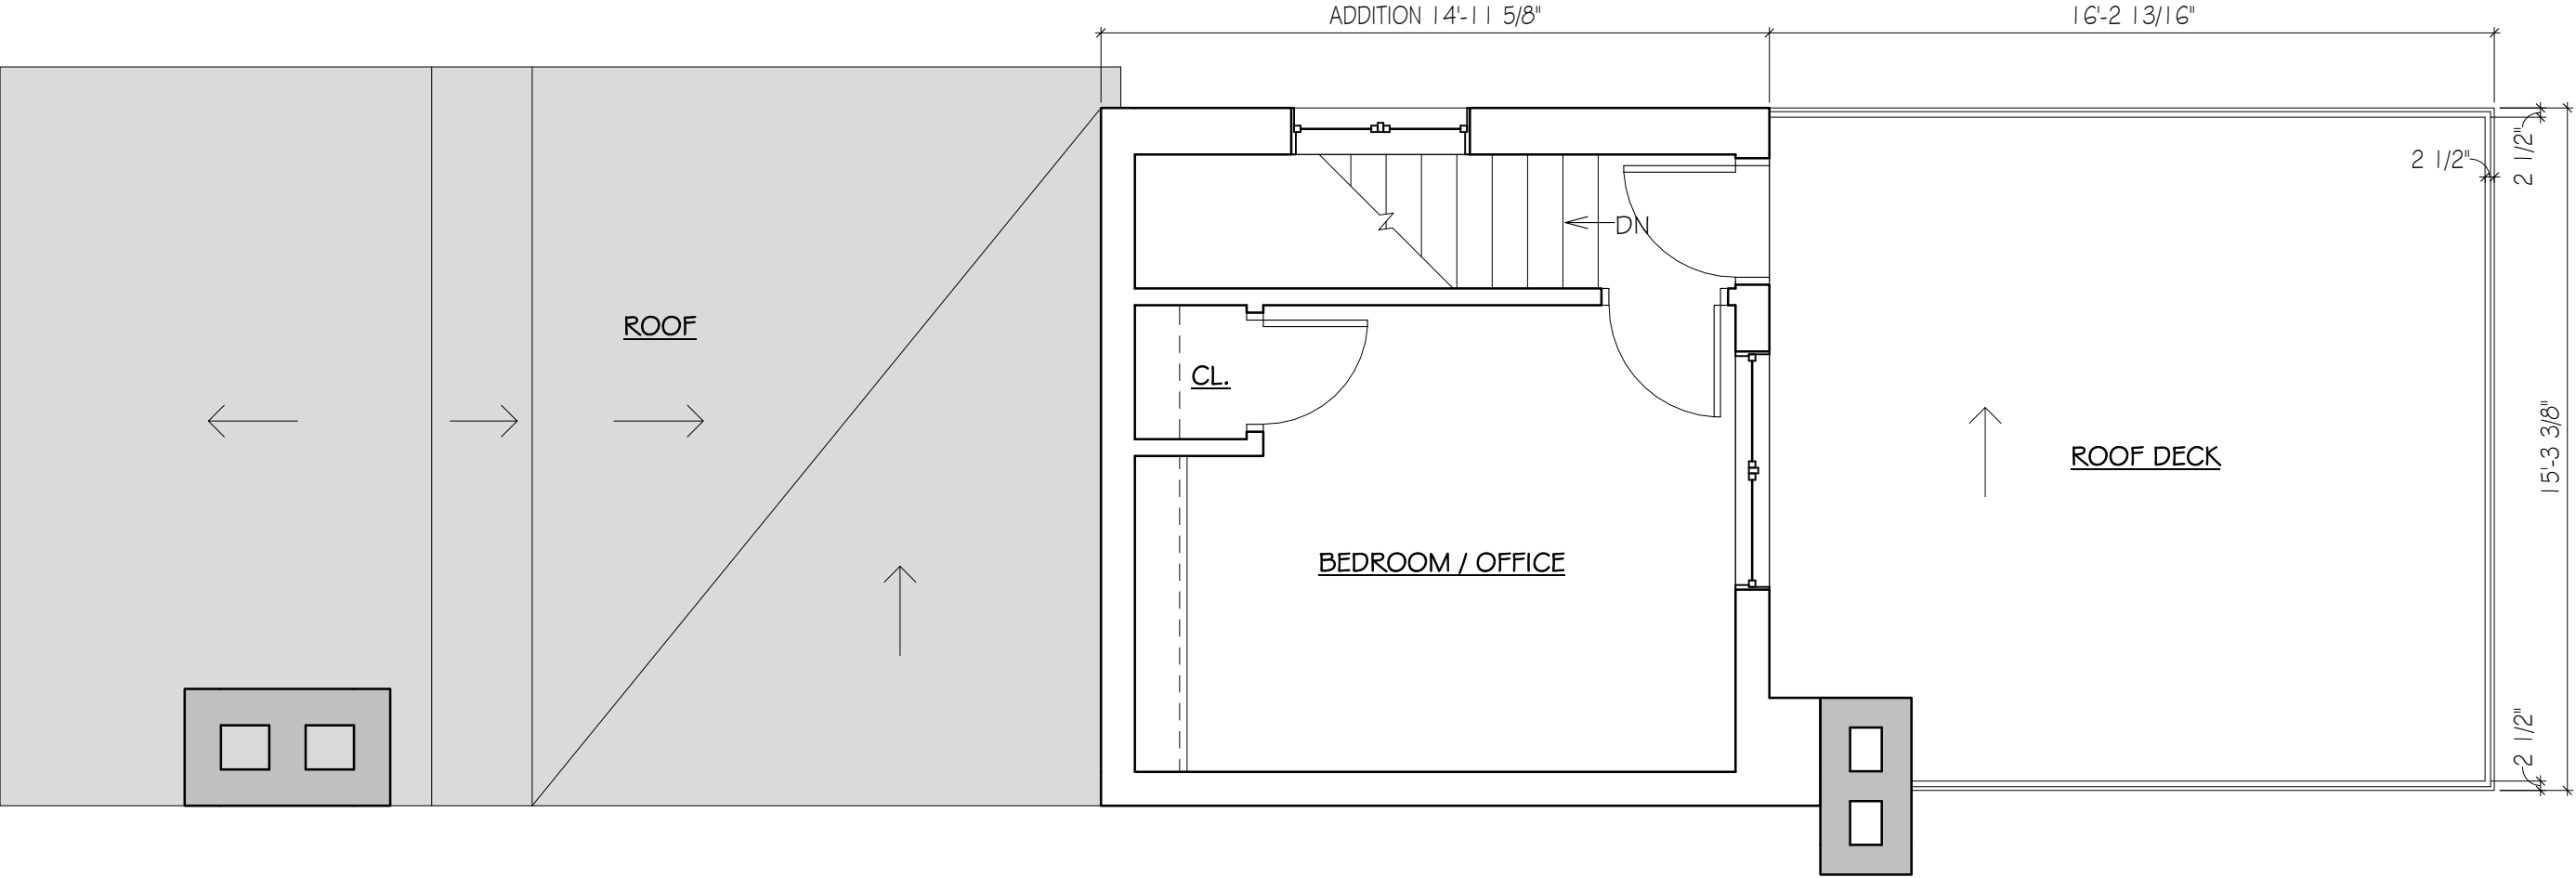 ADDITION 14'-11 5/8"
16'-2 13/16"
2 1/2"
2 1/2"
DN
ROOF
CL.
ROOF DECK
15'-3 3/8"
BEDROOM / OFFICE
2 1/2"